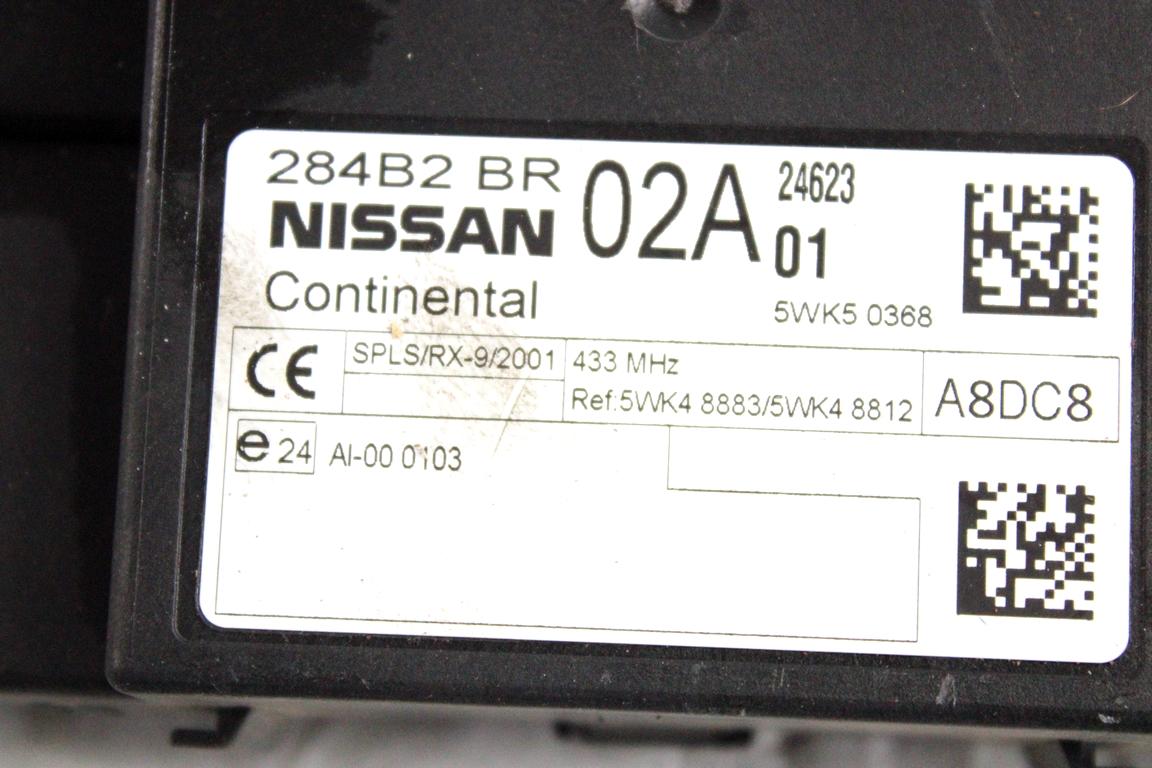 284B2 BR 02A 24623
NISSAN 01
Continental 5WK5 0368
CE SPLS/RX-9/2001 433 MHz
Ref:5WK4 8883/5WK4 8812 A8DC8
e 24 AI-00 0103